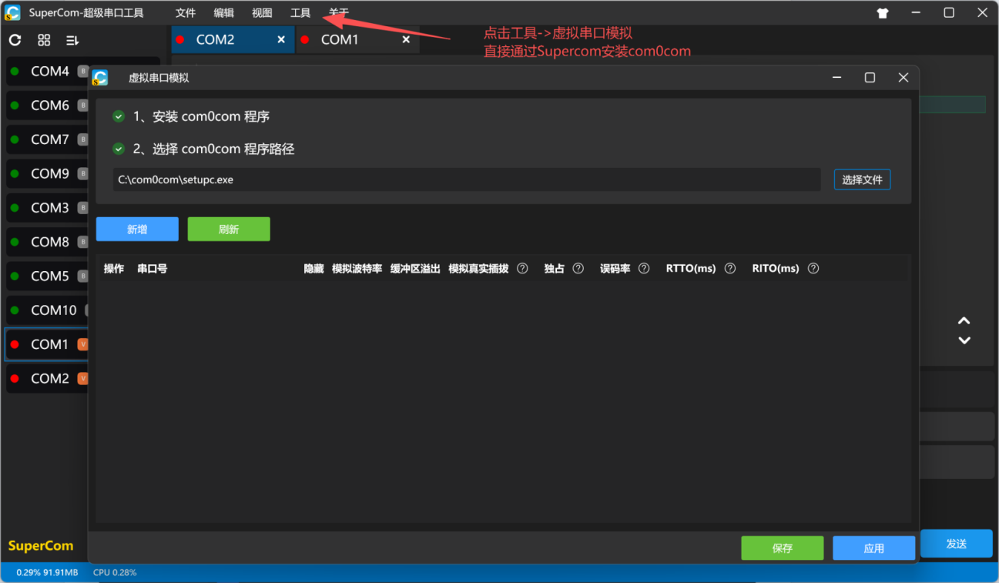 SuperCom-超级串口工具 文件 编辑 视图 工具 关于
COM2 COM1
点击工具->虚拟串口模拟
直接通过Supercom安装com0com
COM4 B
COM6 B
COM7 B
COM9 B
COM3 B
COM8 B
COM5 B
COM10
COM1 V
COM2 V
虚拟串口模拟
1、安装 com0com 程序
2、选择 com0com 程序路径
C:\com0com\setupc.exe 选择文件
新增 刷新
操作 串口号 隐藏 模拟波特率 缓冲区溢出 模拟真实插拔 ? 独占 ? 误码率 ? RTTO(ms) ? RITO(ms) ?
保存 应用
SuperCom 发送
0.29% 91.91MB CPU 0.28%